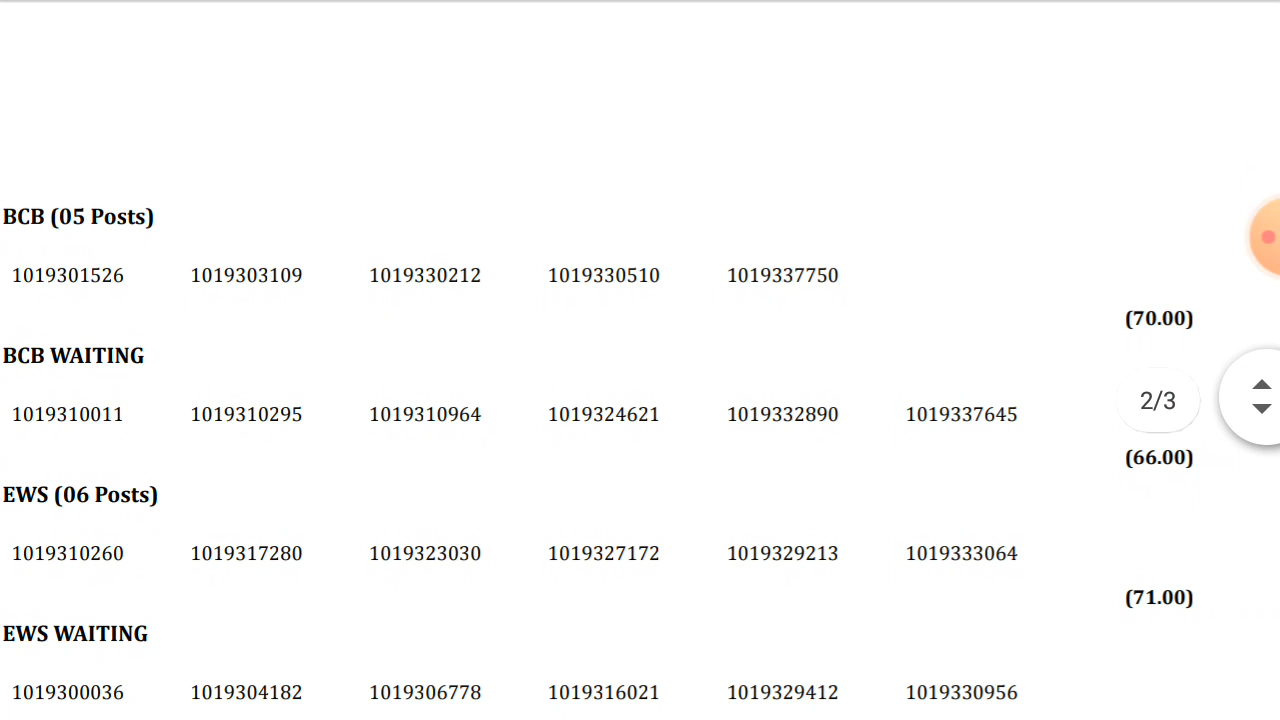 BCB (05 Posts)
1019301526 1019303109 1019330212 1019330510 1019337750
(70.00)
BCB WAITING
1019310011 1019310295 1019310964 1019324621 1019332890 1019337645
2/3
(66.00)
EWS (06 Posts)
1019310260 1019317280 1019323030 1019327172 1019329213 1019333064
(71.00)
EWS WAITING
1019300036 1019304182 1019306778 1019316021 1019329412 1019330956